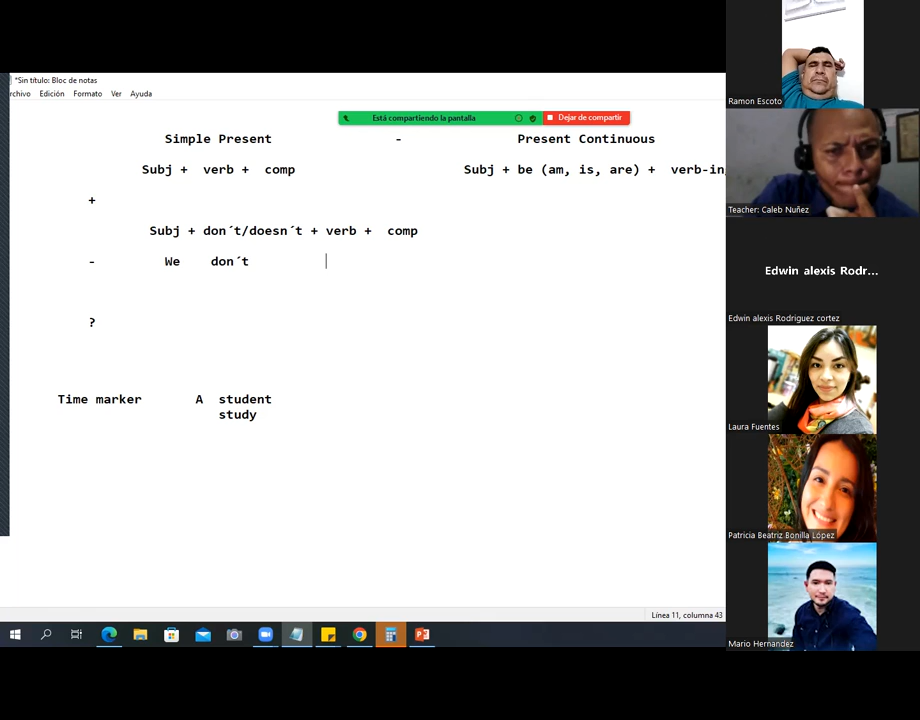 *Sin título: Bloc de notas
rchivo Edición Formato Ver Ayuda
Está compartiendo la pantalla Dejar de compartir
Simple Present - Present Continuous
Subj + verb + comp Subj + be (am, is, are) + verb-in
+
Subj + don´t/doesn´t + verb + comp
- We don´t
?
Time marker A student
study
Línea 11, columna 43
Ramon Escoto
Teacher: Caleb Nuñez
Edwin alexis Rodr...
Edwin alexis Rodriguez cortez
Laura Fuentes
Patricia Beatriz Bonilla López
Mario Hernandez